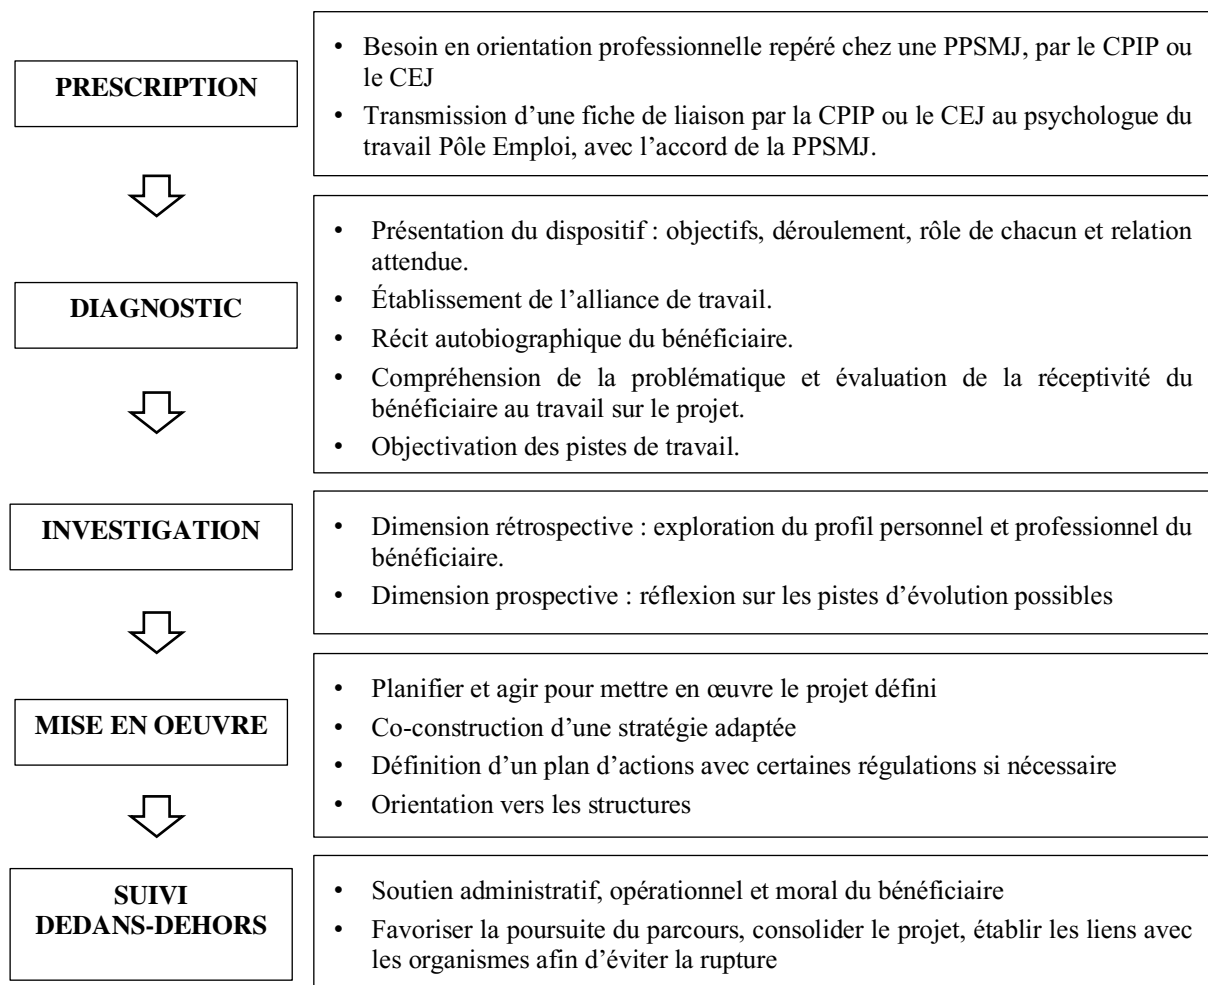 PRESCRIPTION
• Besoin en orientation professionnelle repéré chez une PPSMJ, par le CPIP ou
le CEJ
• Transmission d’une fiche de liaison par la CPIP ou le CEJ au psychologue du
travail Pôle Emploi, avec l’accord de la PPSMJ.
DIAGNOSTIC
• Présentation du dispositif : objectifs, déroulement, rôle de chacun et relation
attendue.
• Établissement de l’alliance de travail.
• Récit autobiographique du bénéficiaire.
• Compréhension de la problématique et évaluation de la réceptivité du
bénéficiaire au travail sur le projet.
• Objectivation des pistes de travail.
INVESTIGATION
• Dimension rétrospective : exploration du profil personnel et professionnel du
bénéficiaire.
• Dimension prospective : réflexion sur les pistes d’évolution possibles
MISE EN OEUVRE
• Planifier et agir pour mettre en œuvre le projet défini
• Co-construction d’une stratégie adaptée
• Définition d’un plan d’actions avec certaines régulations si nécessaire
• Orientation vers les structures
SUIVI
DEDANS-DEHORS
• Soutien administratif, opérationnel et moral du bénéficiaire
• Favoriser la poursuite du parcours, consolider le projet, établir les liens avec
les organismes afin d’éviter la rupture